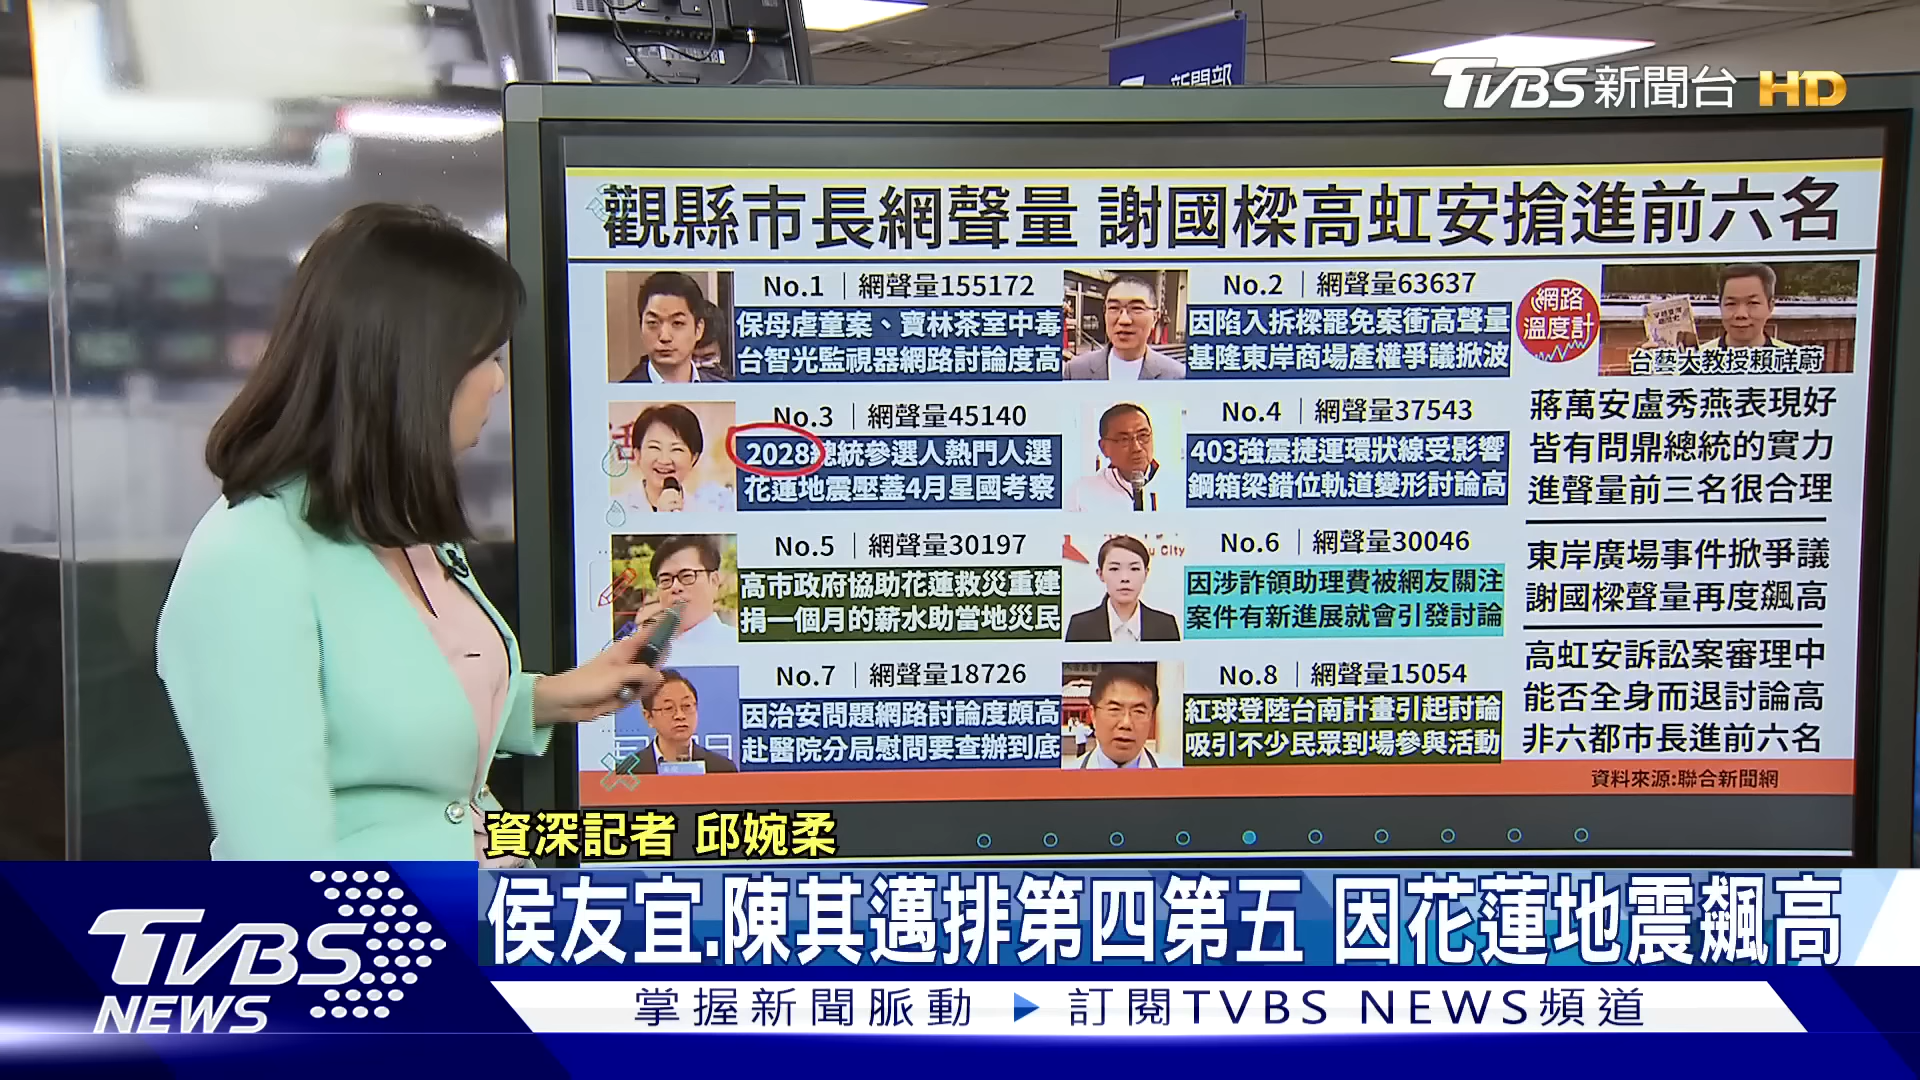 新聞部
TVBS新聞台 HD
觀縣市長網聲量 謝國樑高虹安搶進前六名
No.1｜網聲量155172
保母虐童案、寶林茶室中毒
台智光監視器網路討論度高
No.2｜網聲量63637
因陷入拆樑罷免案衝高聲量
基隆東岸商場產權爭議掀波
No.3｜網聲量45140
2028總統參選人熱門人選
花蓮地震壓蓋4月星國考察
No.4｜網聲量37543
403強震捷運環狀線受影響
鋼箱梁錯位軌道變形討論高
No.5｜網聲量30197
高市政府協助花蓮救災重建
捐一個月的薪水助當地災民
No.6｜網聲量30046
因涉詐領助理費被網友關注
案件有新進展就會引發討論
No.7｜網聲量18726
因治安問題網路討論度頗高
赴醫院分局慰問要查辦到底
No.8｜網聲量15054
紅球登陸台南計畫引起討論
吸引不少民眾到場參與活動
網路
溫度計
台藝大教授賴祥蔚
蔣萬安盧秀燕表現好
皆有問鼎總統的實力
進聲量前三名很合理
東岸廣場事件掀爭議
謝國樑聲量再度飆高
高虹安訴訟案審理中
能否全身而退討論高
非六都市長進前六名
資料來源:聯合新聞網
City
資深記者 邱婉柔
侯友宜.陳其邁排第四第五 因花蓮地震飆高
TVBS
NEWS
掌握新聞脈動 ▶ 訂閱TVBS NEWS頻道